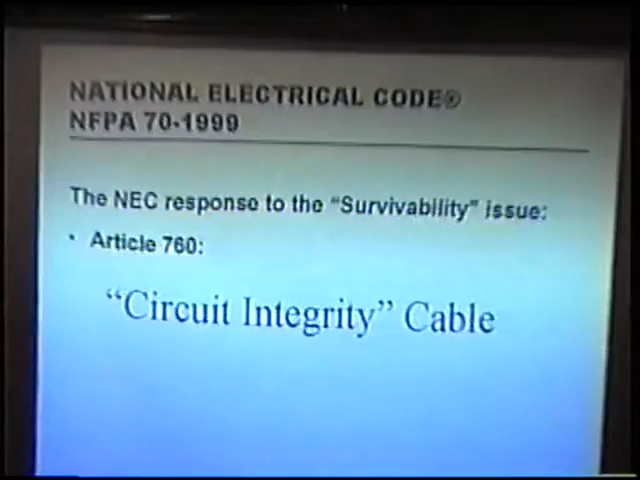 NATIONAL ELECTRICAL CODE®
NFPA 70-1999
The NEC response to the “Survivability” issue:
• Article 760:
“Circuit Integrity” Cable